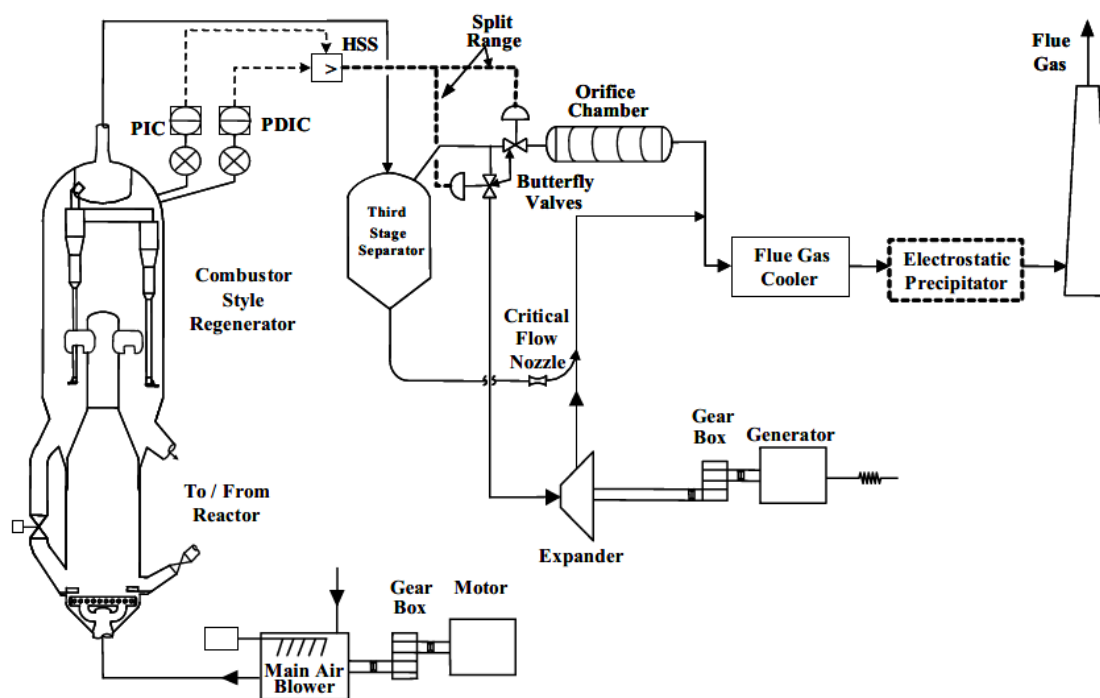 Split
Range
Flue
Gas
HSS
>
Orifice
Chamber
PIC
PDIC
Butterfly
Valves
Third
Stage
Separator
Flue Gas
Cooler
Electrostatic
Precipitator
Combustor
Style
Regenerator
Critical
Flow
Nozzle
Gear
Box
Generator
To / From
Reactor
Expander
Gear
Box
Motor
Main Air
Blower